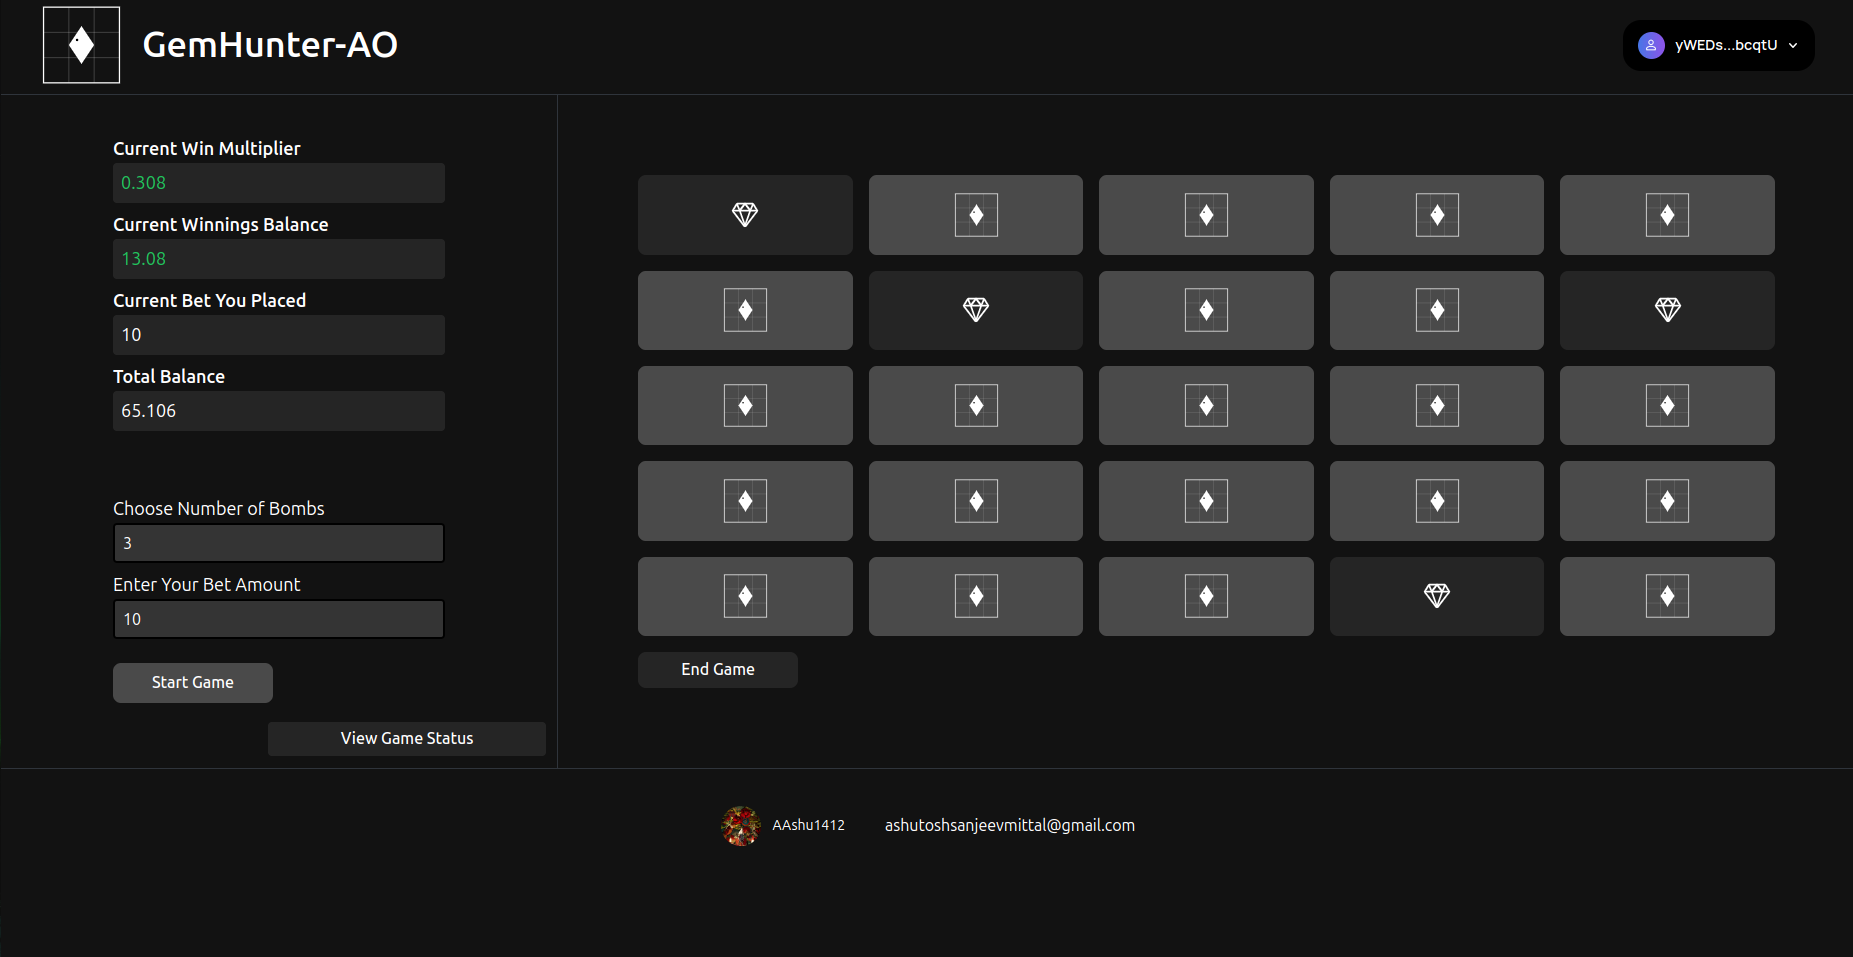 GemHunter-AO
yWEDs...bcqtU
Current Win Multiplier
0.308
Current Winnings Balance
13.08
Current Bet You Placed
10
Total Balance
65.106
Choose Number of Bombs
3
Enter Your Bet Amount
10
Start Game
View Game Status
End Game
AAshu1412
ashutoshsanjeevmittal@gmail.com